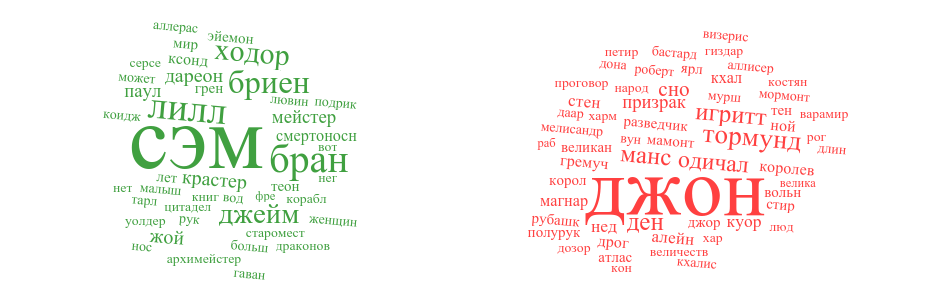 аллерас
эйемон
мир
ходор
серсе
ксонд
может
дареон
бриен
паул
грен
лювин
подрик
коидж
лилл
мейстер
сэм
смертоносн
вот
бран
лет
крастер
нег
нет
малыш
теон
книг
вод
фре
корабл
тарл
цитадел
джейм
женщин
уолдер
рук
старомест
жой
нос
больш
драконов
архимейстер
гаван
визерис
петир
бастард
гиздар
дона
роберт
ярл
аллисер
проговор
народ
кхал
костян
сно
мурш
мормонт
стен
призрак
даар
харм
игритт
тен
варамир
мелисандр
разведчик
ной
тормунд
рог
раб
великан
вун
мамонт
длин
гремуч
манс
одичал
королев
корол
джон
велика
вольн
магнар
стир
рубашк
нед
ден
джор
куор
люд
полурук
дрог
алейн
хар
дозор
атлас
величеств
кон
кхалис